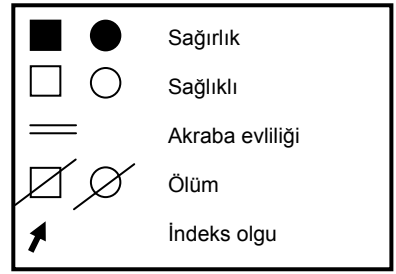 Sağırlık
Sağlıklı
Akraba evliliği
Ölüm
İndeks olgu